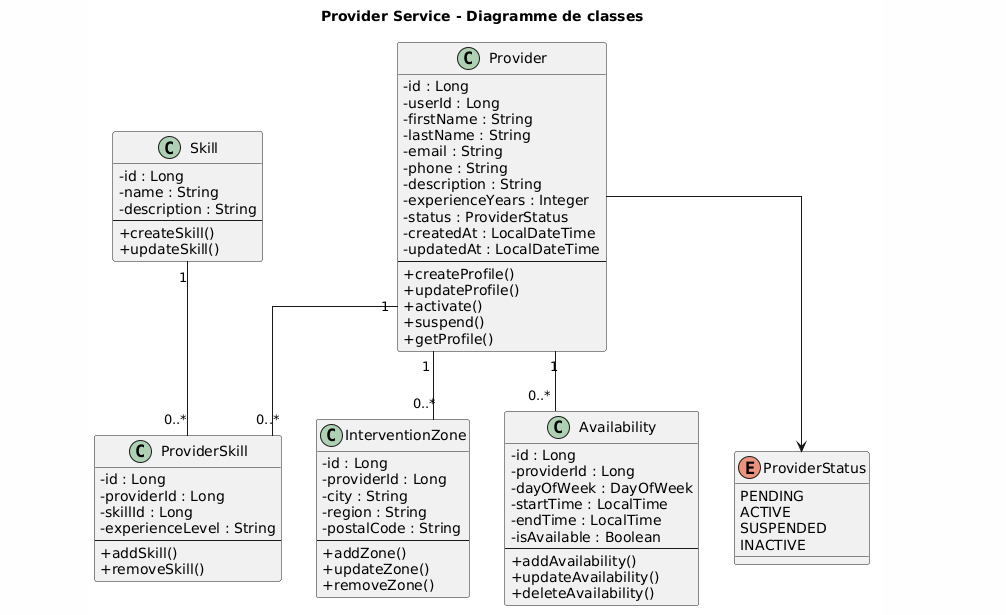 Provider Service - Diagramme de classes
C Provider
-id : Long
-userId : Long
-firstName : String
-lastName : String
-email : String
-phone : String
-description : String
-experienceYears : Integer
-status : ProviderStatus
-createdAt : LocalDateTime
-updatedAt : LocalDateTime
+createProfile()
+updateProfile()
+activate()
+suspend()
+getProfile()
C Skill
-id : Long
-name : String
-description : String
+createSkill()
+updateSkill()
1
1
1
1
0..*
0..*
0..*
0..*
C ProviderSkill
-id : Long
-providerId : Long
-skillId : Long
-experienceLevel : String
+addSkill()
+removeSkill()
C InterventionZone
-id : Long
-providerId : Long
-city : String
-region : String
-postalCode : String
+addZone()
+updateZone()
+removeZone()
C Availability
-id : Long
-providerId : Long
-dayOfWeek : DayOfWeek
-startTime : LocalTime
-endTime : LocalTime
-isAvailable : Boolean
+addAvailability()
+updateAvailability()
+deleteAvailability()
E ProviderStatus
PENDING
ACTIVE
SUSPENDED
INACTIVE